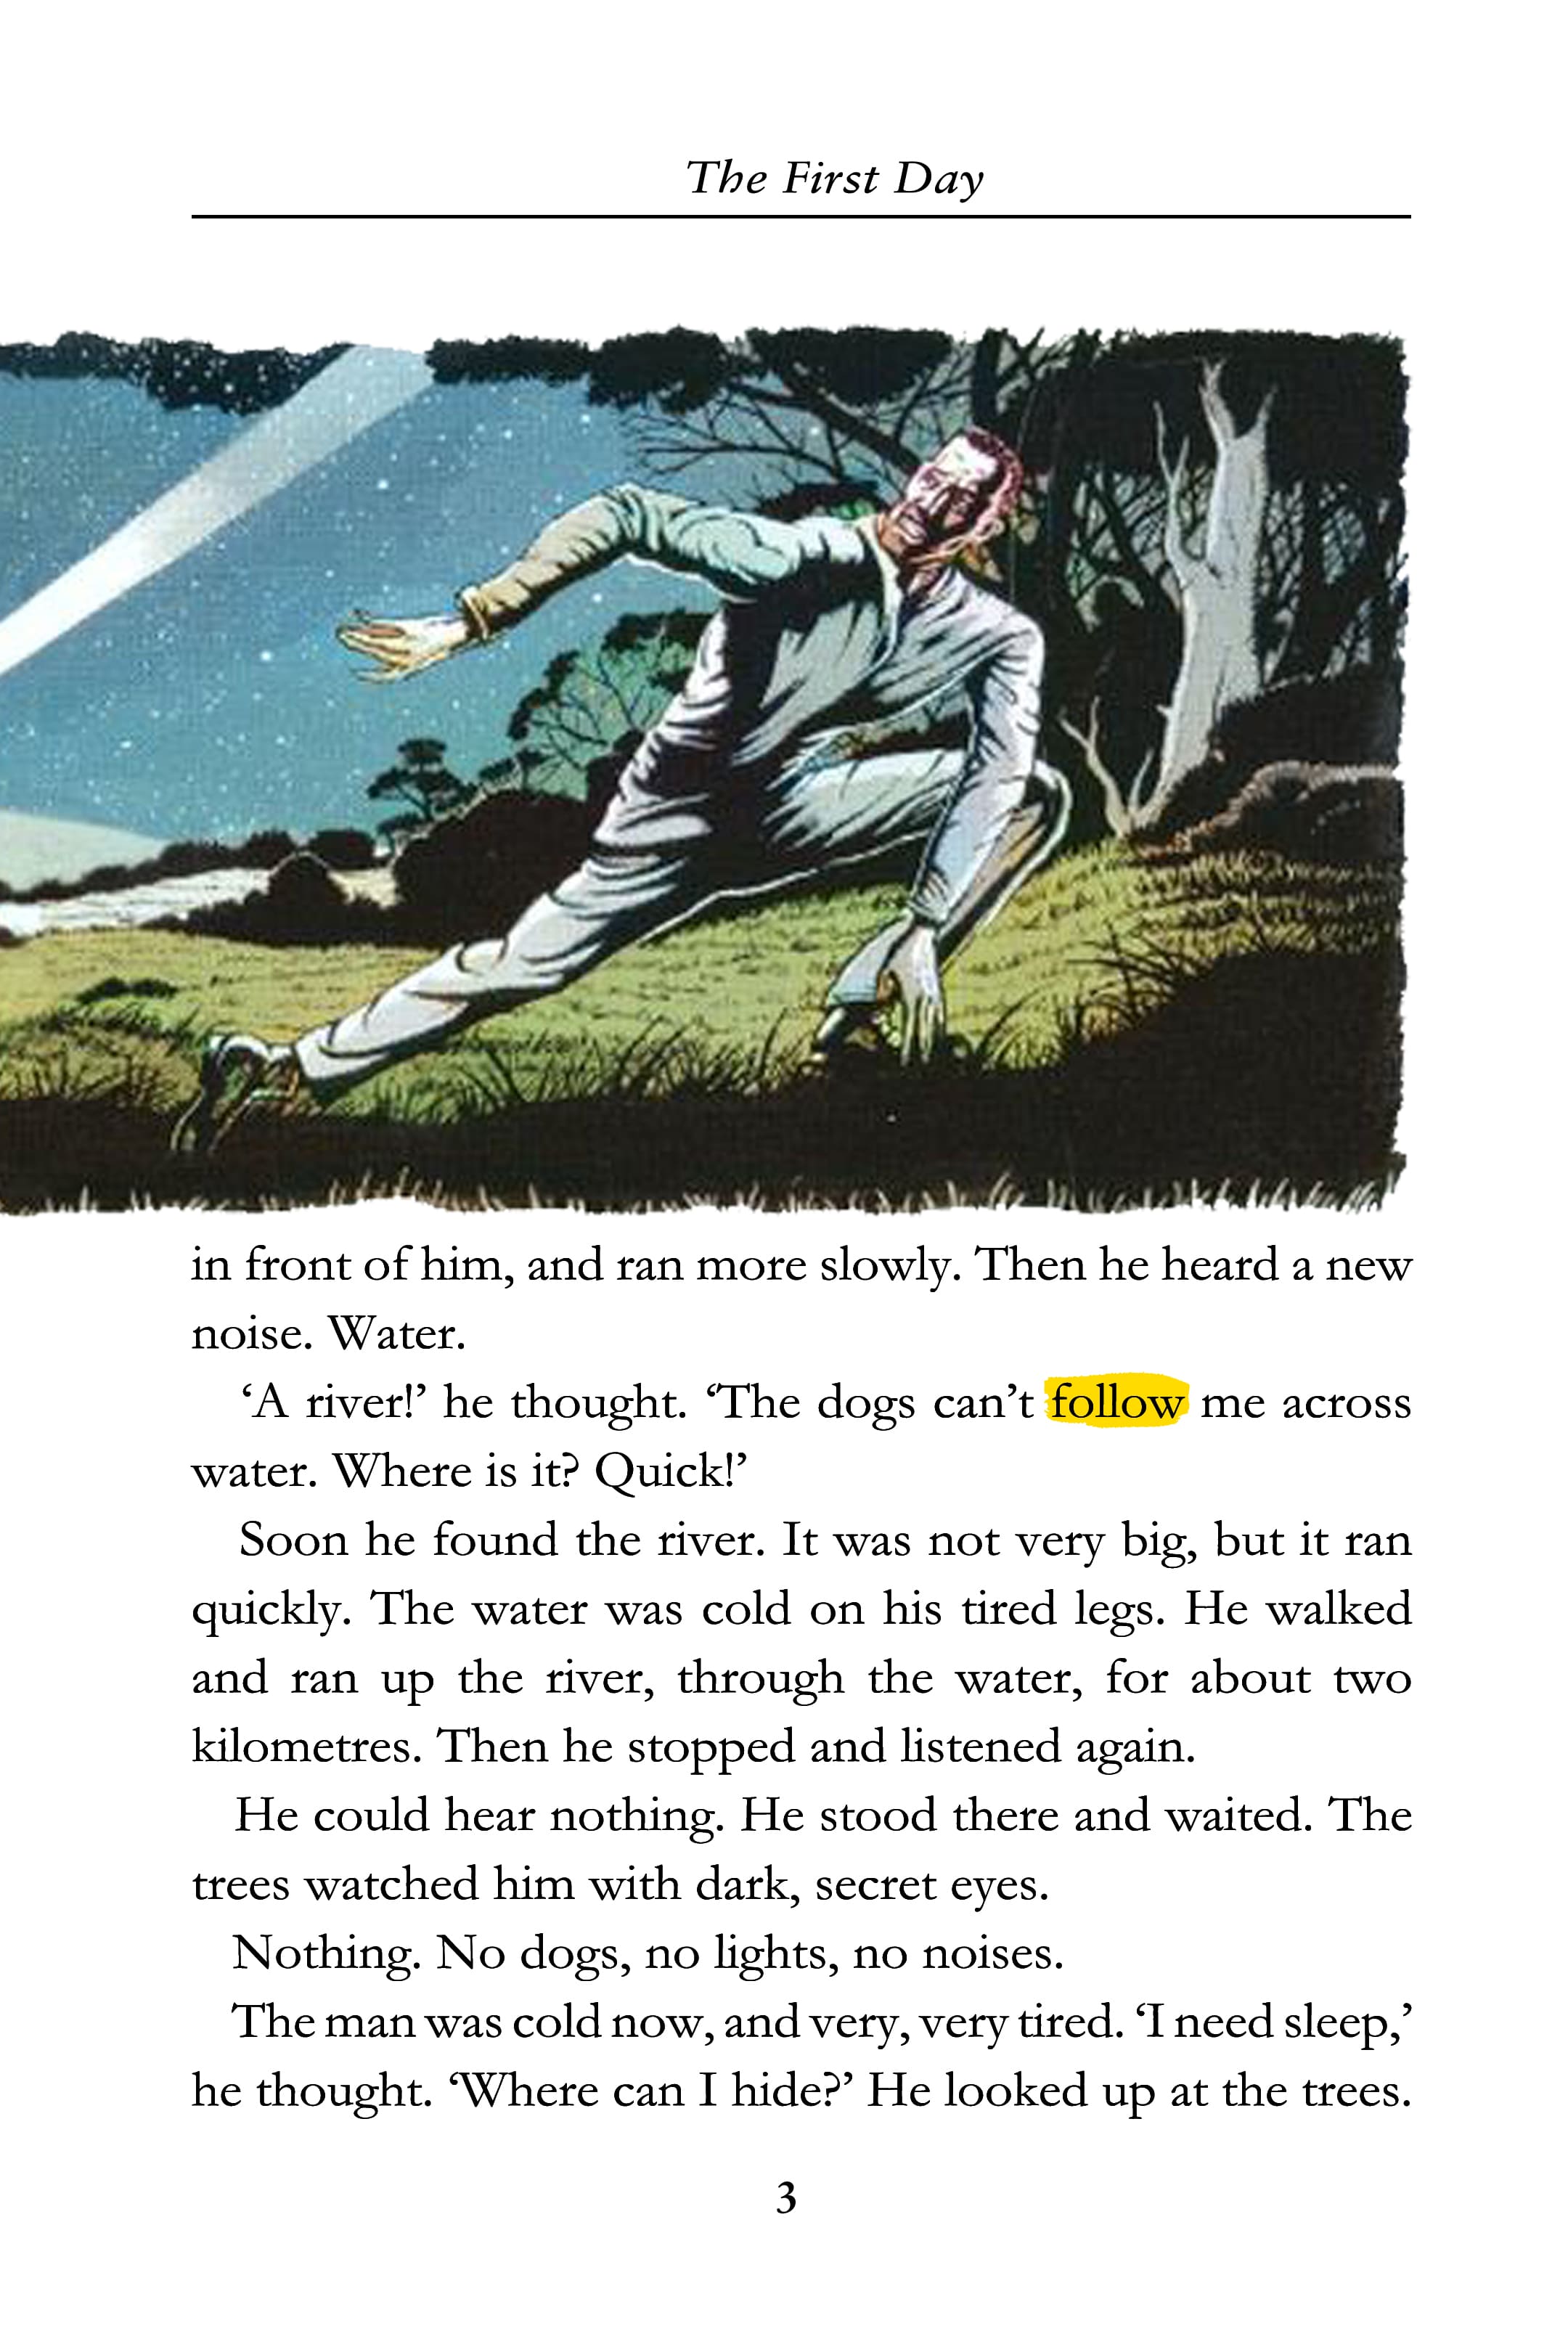 The First Day
in front of him, and ran more slowly. Then he heard a new
noise. Water.
‘A river!’ he thought. ‘The dogs can’t follow me across
water. Where is it? Quick!’
Soon he found the river. It was not very big, but it ran
quickly. The water was cold on his tired legs. He walked
and ran up the river, through the water, for about two
kilometres. Then he stopped and listened again.
He could hear nothing. He stood there and waited. The
trees watched him with dark, secret eyes.
Nothing. No dogs, no lights, no noises.
The man was cold now, and very, very tired. ‘I need sleep,’
he thought. ‘Where can I hide?’ He looked up at the trees.
3